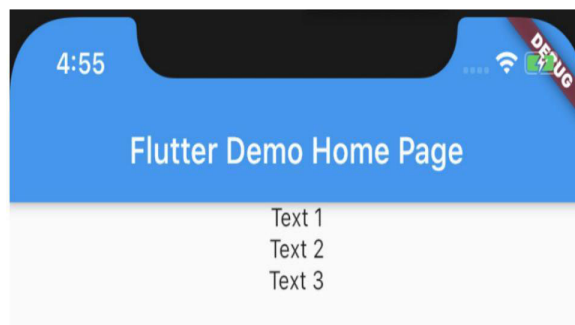 4:55
DEBUG
Flutter Demo Home Page
Text 1
Text 2
Text 3